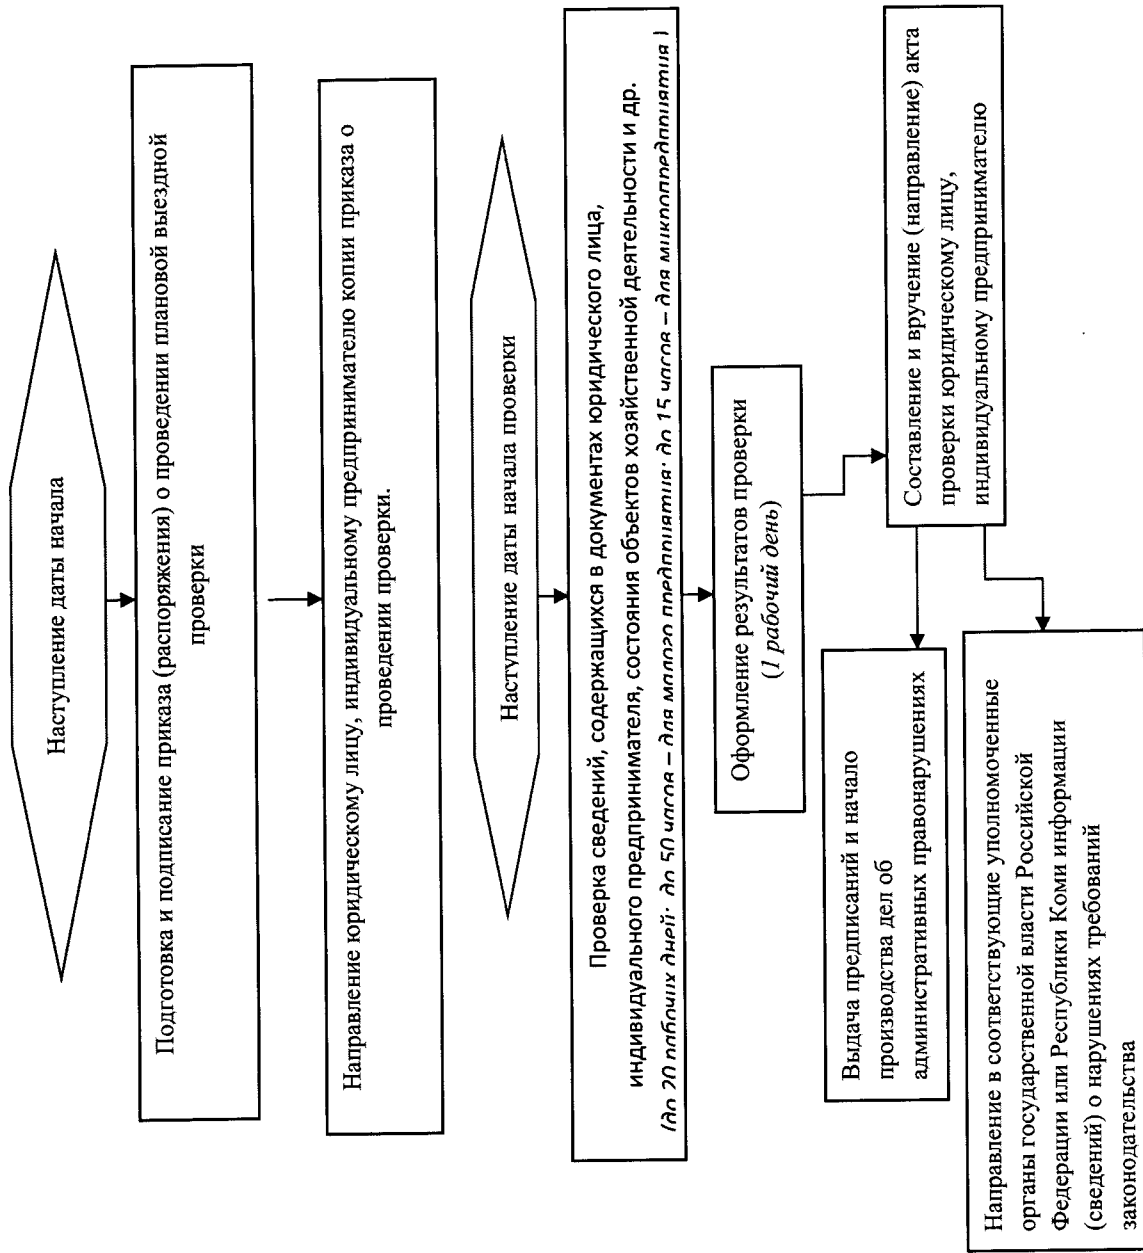 Наступление даты начала
Подготовка и подписание приказа (распоряжения) о проведении плановой выездной
проверки
Направление юридическому лицу, индивидуальному предпринимателю копии приказа о
проведении проверки.
Наступление даты начала проверки
Проверка сведений, содержащихся в документах юридического лица,
индивидуального предпринимателя, состояния объектов хозяйственной деятельности и др.
(до 20 рабочих дней; до 50 часов – для малого предприятия; до 15 часов – для микропредприятия)
Оформление результатов проверки
(1 рабочий день)
Составление и вручение (направление) акта
проверки юридическому лицу,
индивидуальному предпринимателю
Выдача предписаний и начало
производства дел об
административных правонарушениях
Направление в соответствующие уполномоченные
органы государственной власти Российской
Федерации или Республики Коми информации
(сведений) о нарушениях требований
законодательства